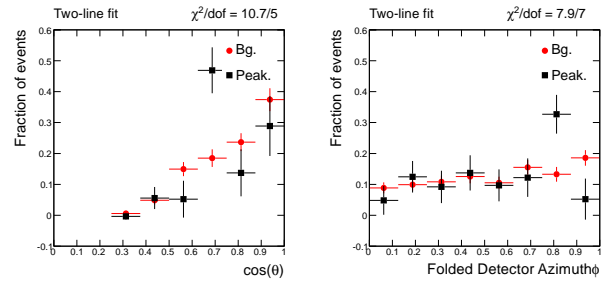 Two-line fit χ²/dof = 10.7/5
Fraction of events
0.6
0.5
0.4
0.3
0.2
0.1
0
-0.1
Bg.
Peak.
0 0.1 0.2 0.3 0.4 0.5 0.6 0.7 0.8 0.9 1
cos(θ)
Two-line fit χ²/dof = 7.9/7
Fraction of events
0.6
0.5
0.4
0.3
0.2
0.1
0
-0.1
Bg.
Peak.
0 0.1 0.2 0.3 0.4 0.5 0.6 0.7 0.8 0.9 1
Folded Detector Azimuthϕ